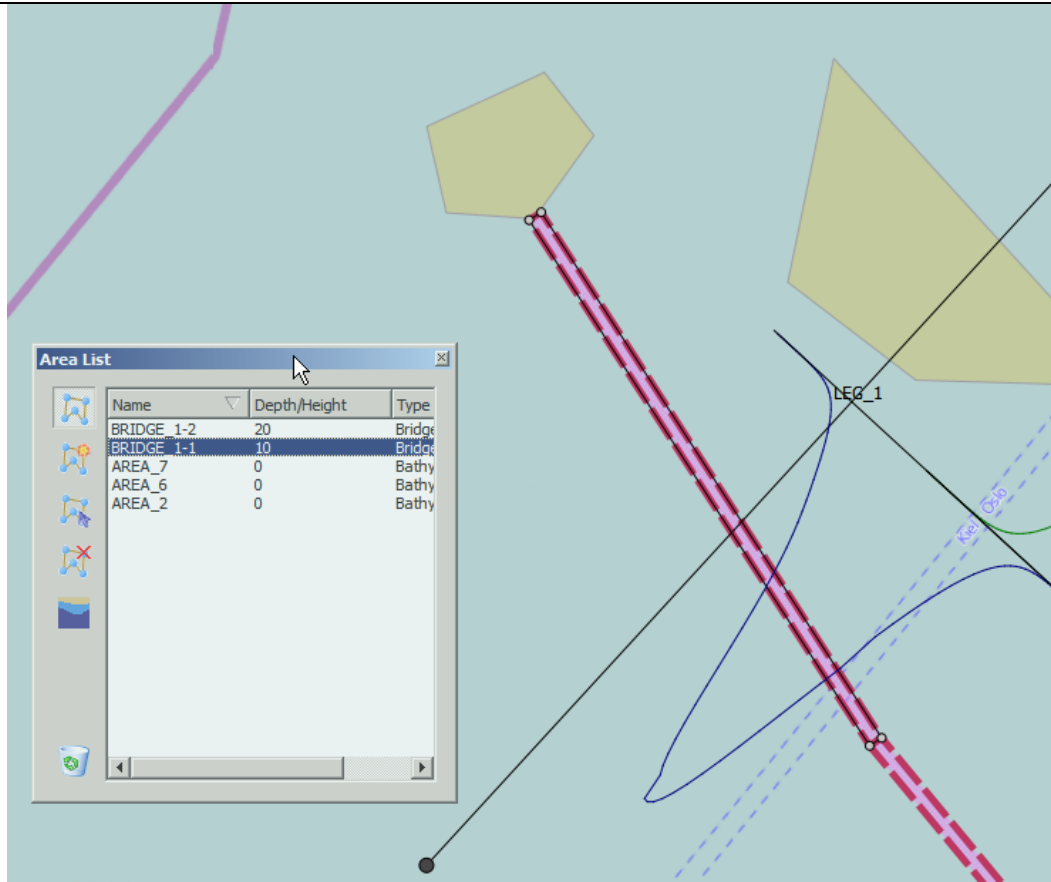 Area List
Name Depth/Height Type
BRIDGE_1-2 20 Bridge
BRIDGE_1-1 10 Bridge
AREA_7 0 Bathy
AREA_6 0 Bathy
AREA_2 0 Bathy
LEG_1
Kiel Oslo